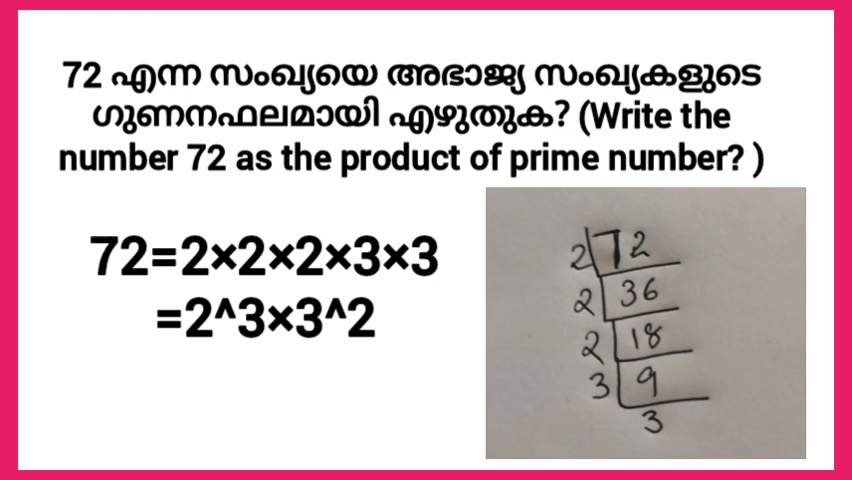 72 എന്ന സംഖ്യയെ അഭാജ്യ സംഖ്യകളുടെ
ഗുണനഫലമായി എഴുതുക? (Write the
number 72 as the product of prime number? )
72=2×2×2×3×3
=2^3×3^2
2 72
2 36
2 18
3 9
3